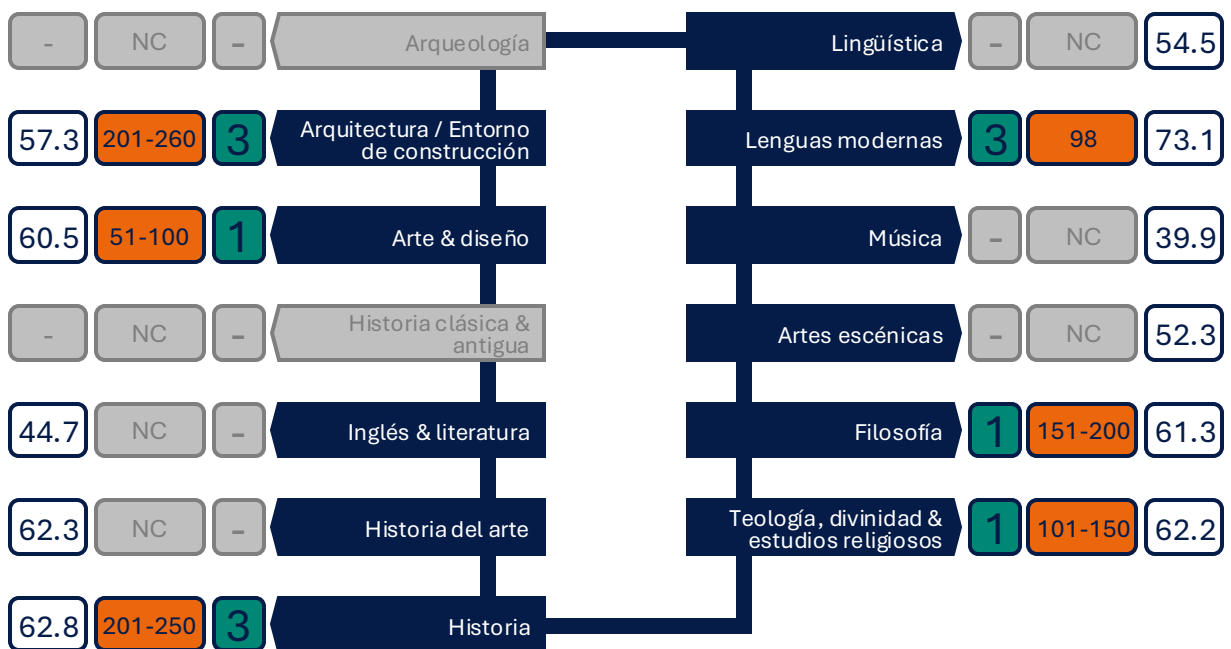 - NC - Arqueología
57.3 201-260 3 Arquitectura / Entorno
de construcción
60.5 51-100 1 Arte & diseño
- NC - Historia clásica &
antigua
44.7 NC - Inglés & literatura
62.3 NC - Historia del arte
62.8 201-250 3 Historia
Lingüística - NC 54.5
Lenguas modernas 3 98 73.1
Música - NC 39.9
Artes escénicas - NC 52.3
Filosofía 1 151-200 61.3
Teología, divinidad &
estudios religiosos 1 101-150 62.2